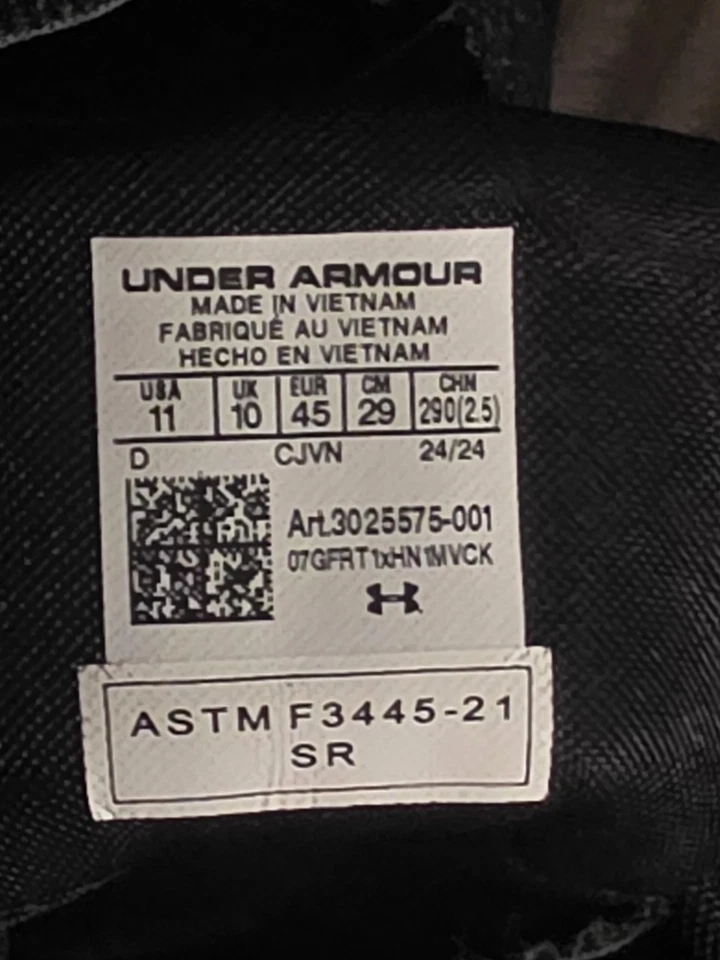 UNDER ARMOUR
MADE IN VIETNAM
FABRIQUÉ AU VIETNAM
HECHO EN VIETNAM
USA UK EUR CM CHN
11 10 45 29 290(2.5)
D CJVN 24/24
Art.3025575-001
07GFRT1xHN1MVCK
ASTM F3445-21
SR